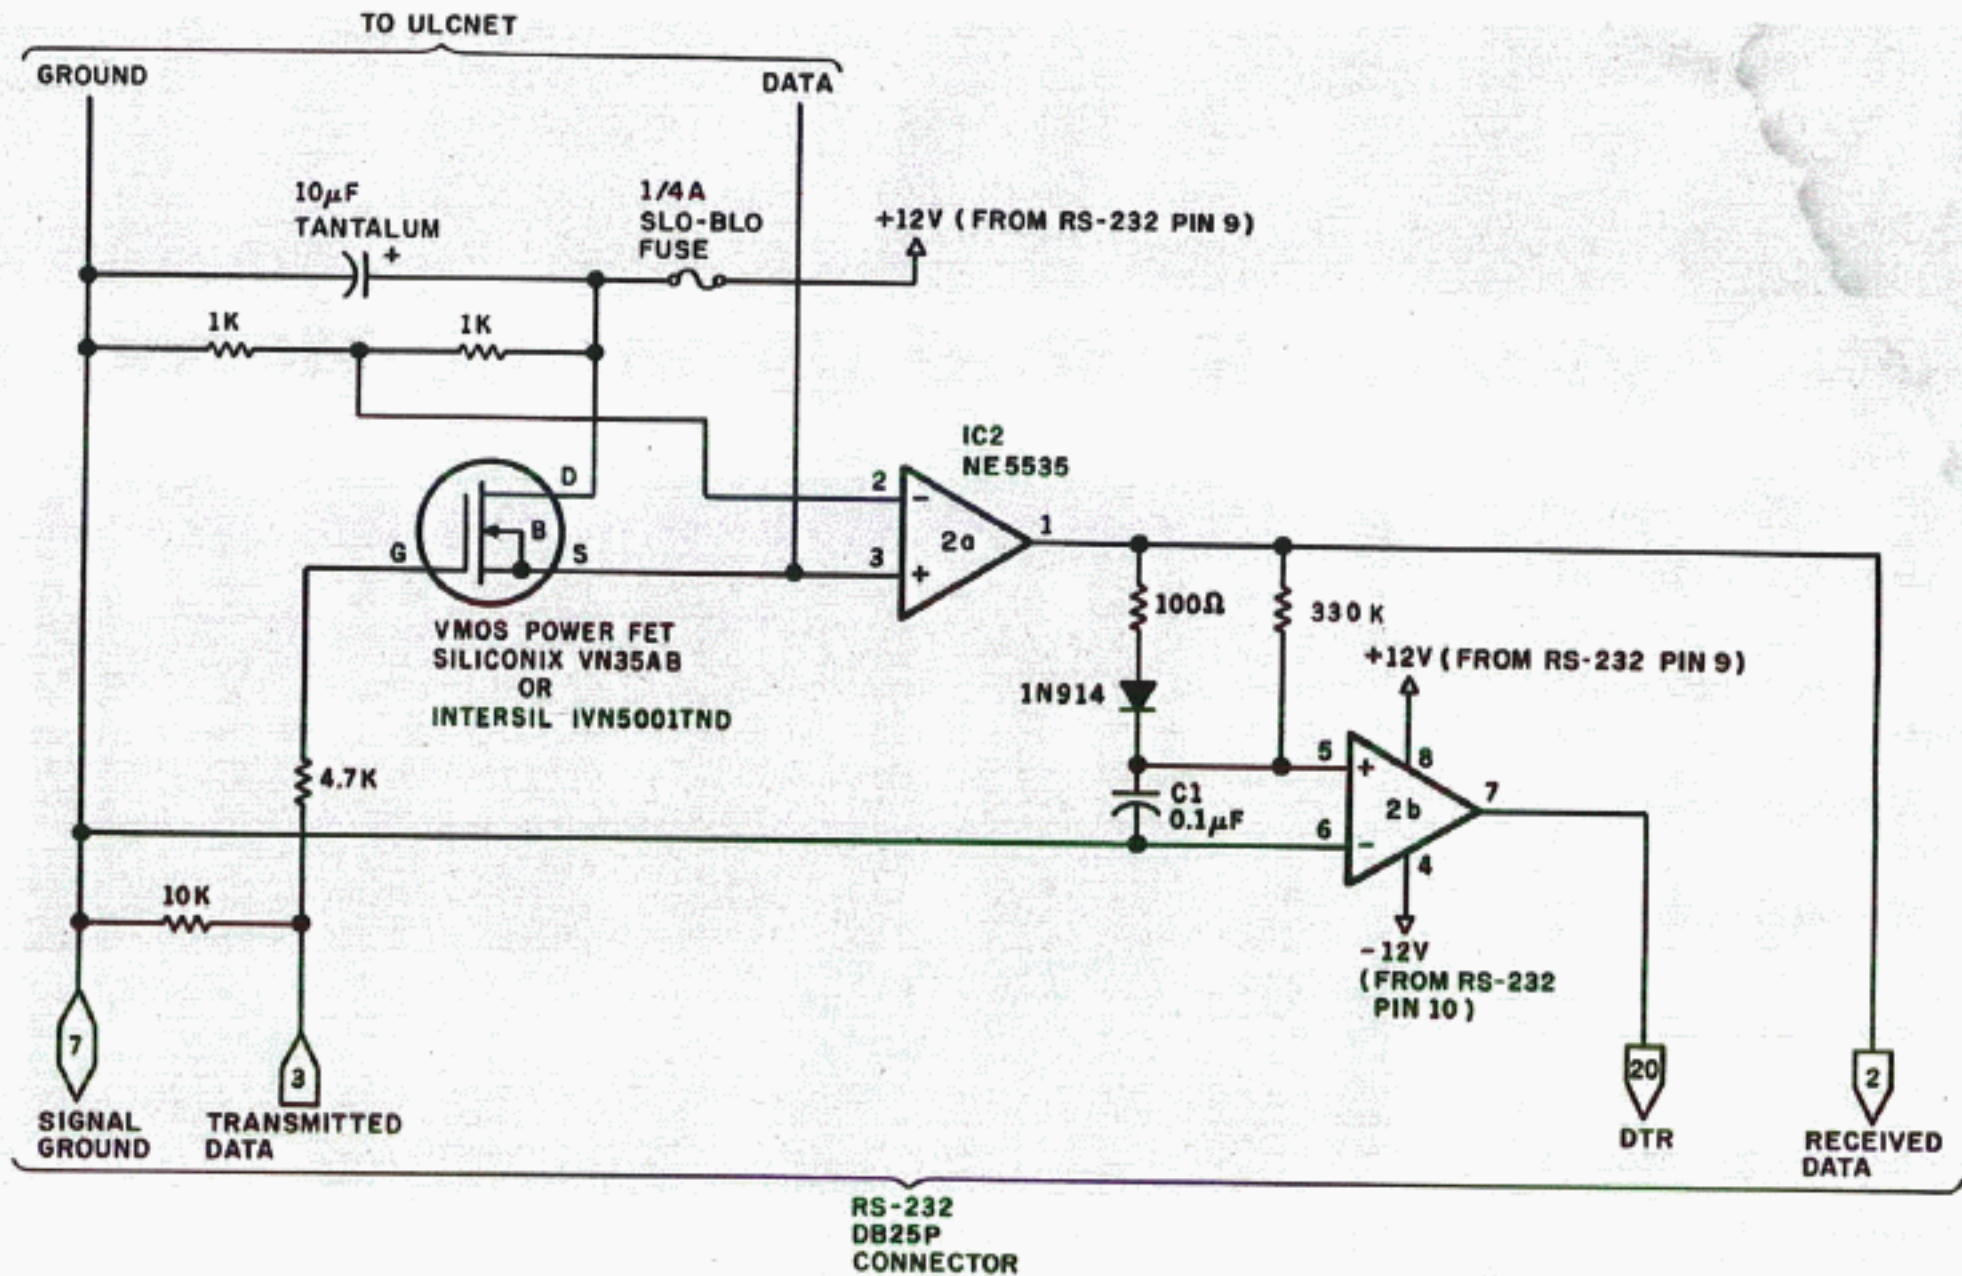 TO ULCNET
GROUND
DATA
10µF
TANTALUM
+
1/4A
SLO-BLO
FUSE
+12V (FROM RS-232 PIN 9)
1K
1K
IC2
NE5535
D
B
G
S
2
-
3
+
2a
1
VMOS POWER FET
SILICONIX VN35AB
OR
INTERSIL IVN5001TND
100Ω
330K
+12V (FROM RS-232 PIN 9)
1N914
4.7K
5
+
8
C1
0.1µF
2b
7
6
-
4
10K
-12V
(FROM RS-232
PIN 10)
7
3
20
2
SIGNAL
GROUND
TRANSMITTED
DATA
DTR
RECEIVED
DATA
RS-232
DB25P
CONNECTOR